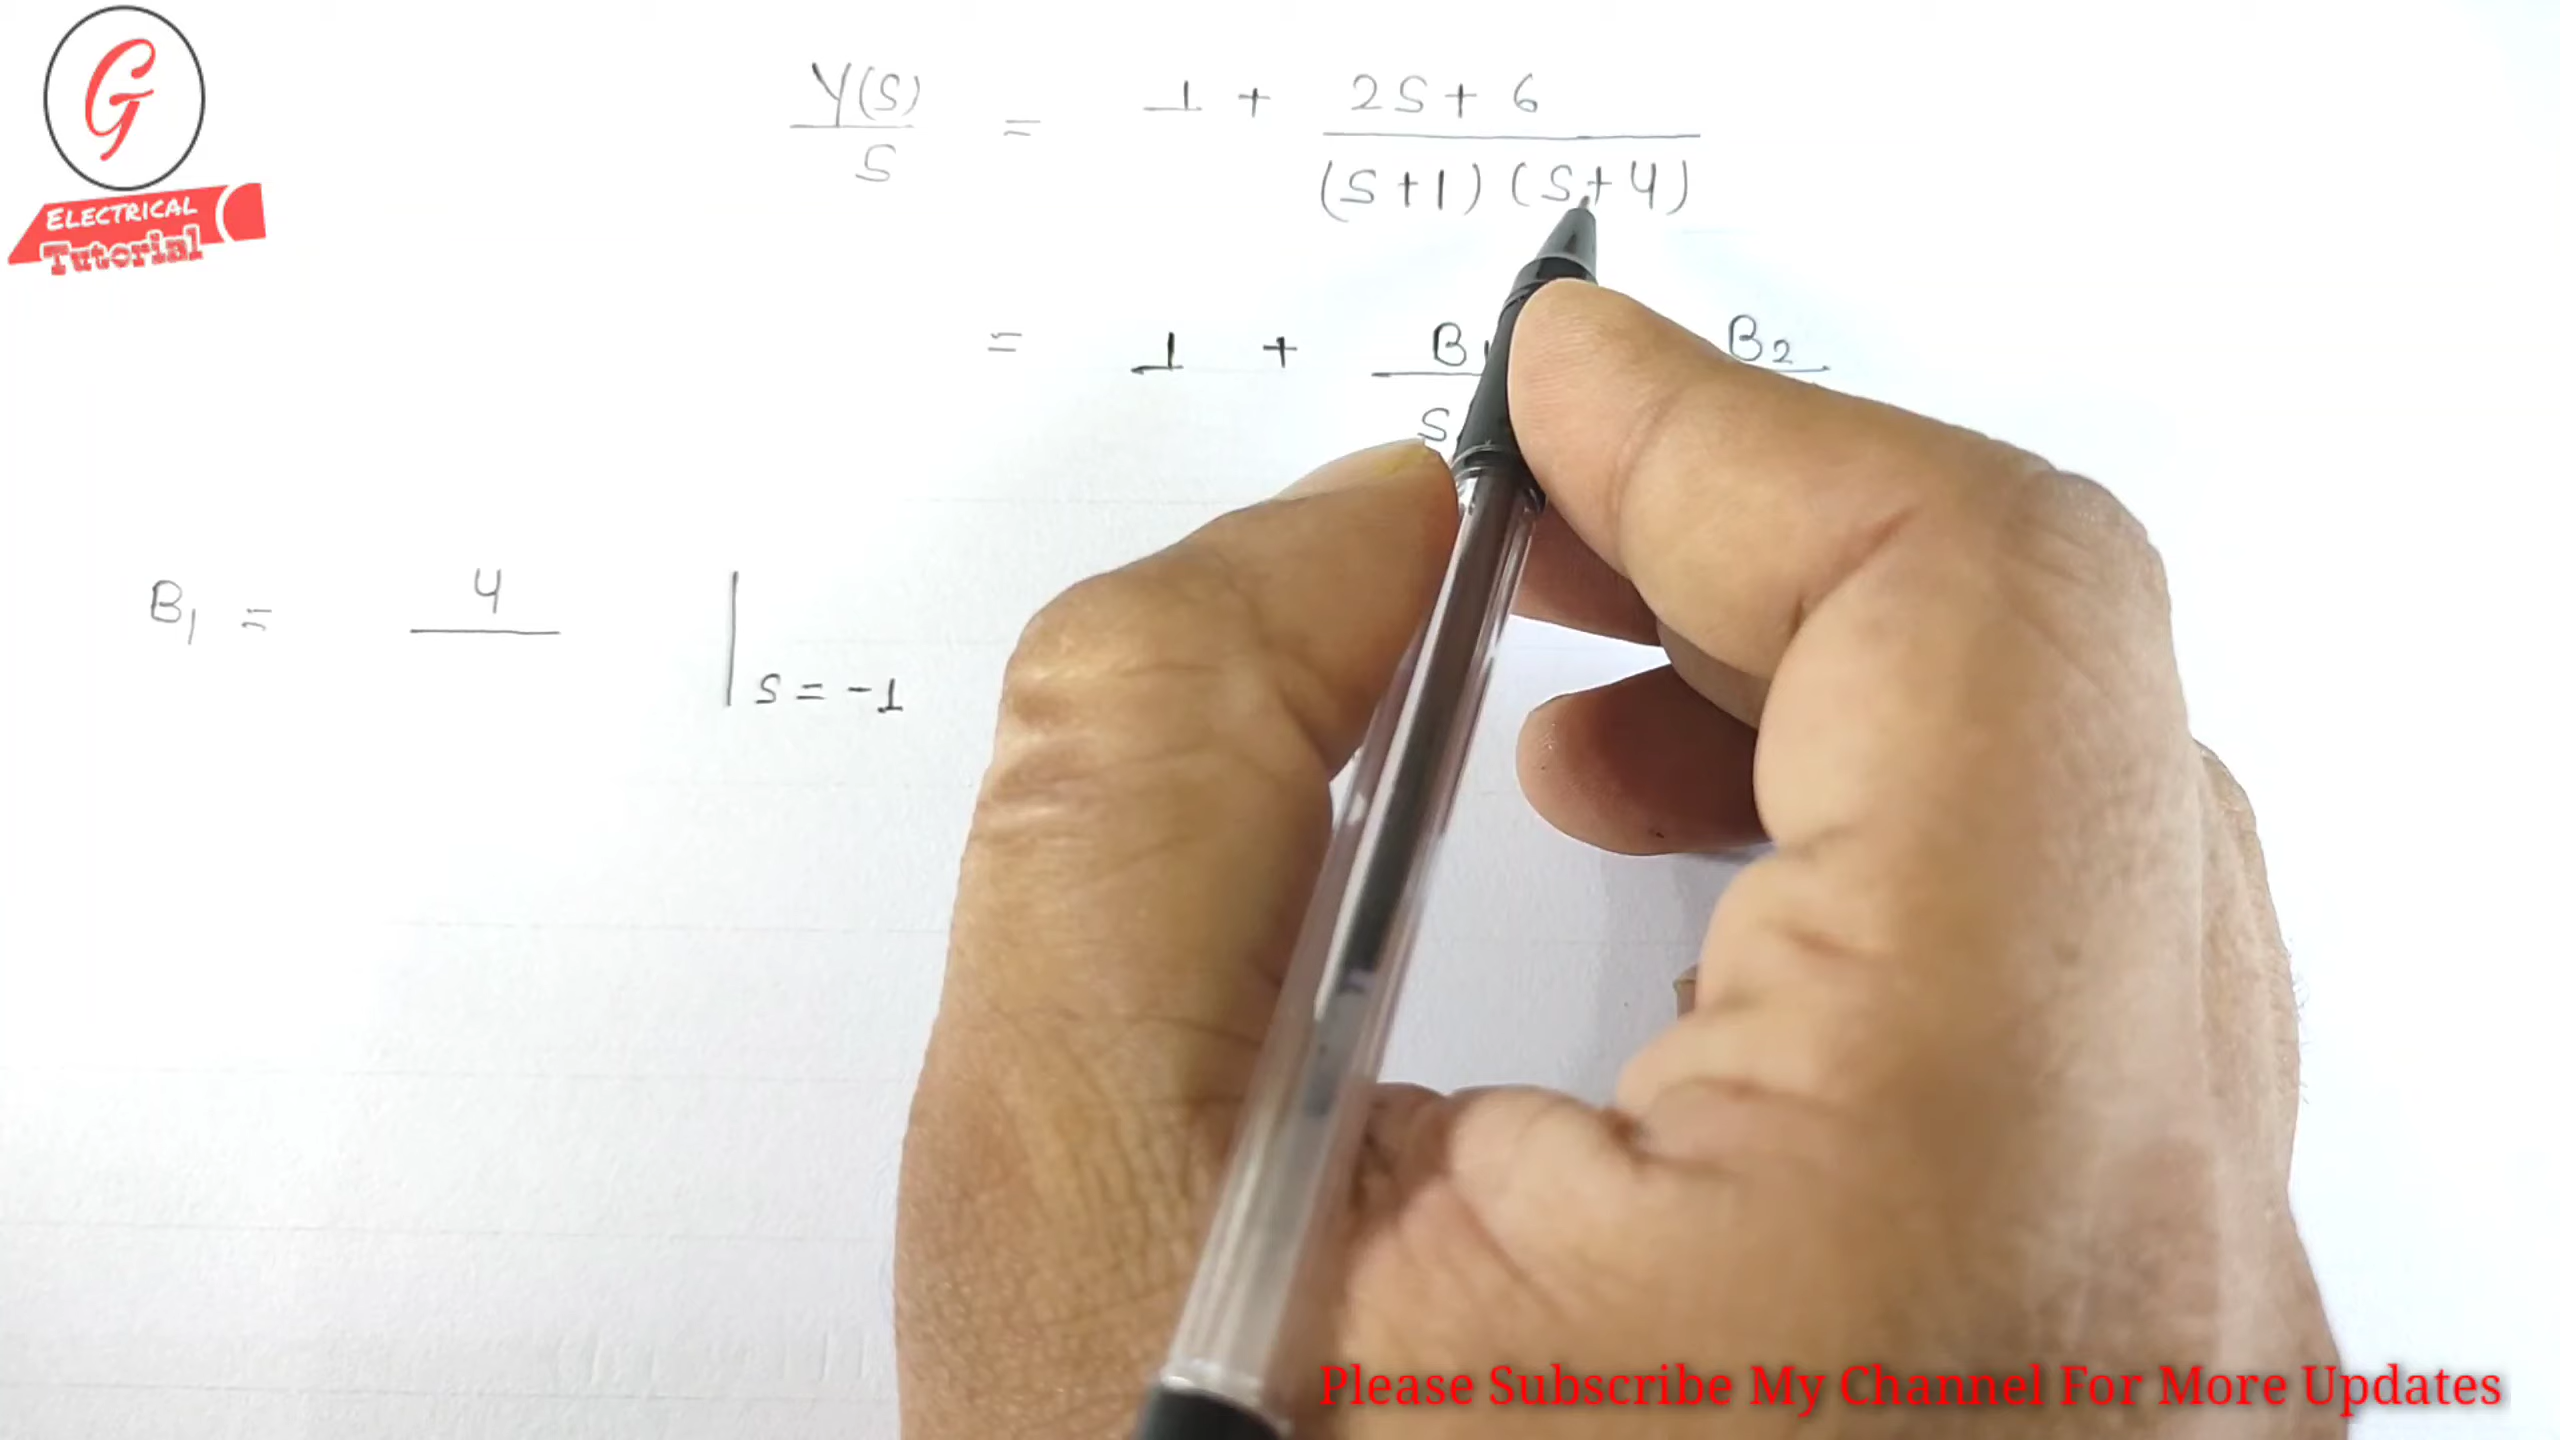 G
ELECTRICAL
Tutorial
Y(S) / S = 1 + 2S + 6 / (S+1) (S+4)
= 1 + B1 / S B2
B1 = 4 | S = -1
Please Subscribe My Channel For More Updates